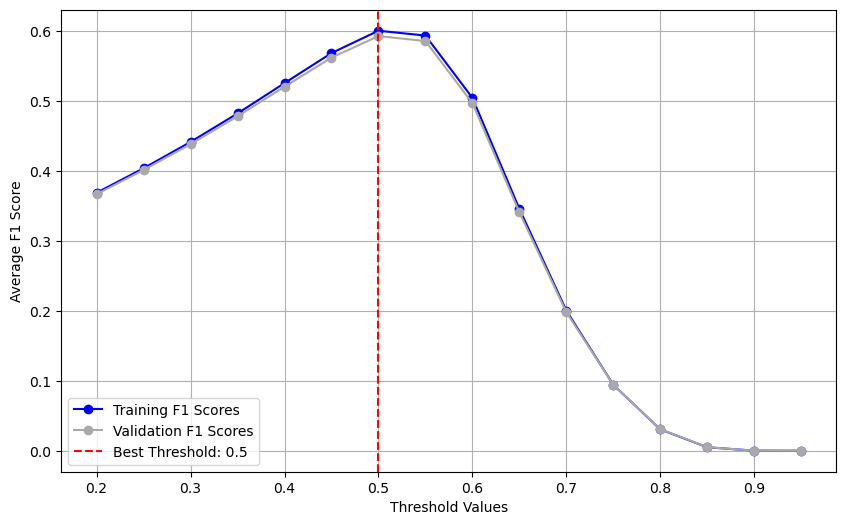 0.6
0.5
0.4
0.3
0.2
0.1
0.0
Average F1 Score
Training F1 Scores
Validation F1 Scores
Best Threshold: 0.5
0.2 0.3 0.4 0.5 0.6 0.7 0.8 0.9
Threshold Values